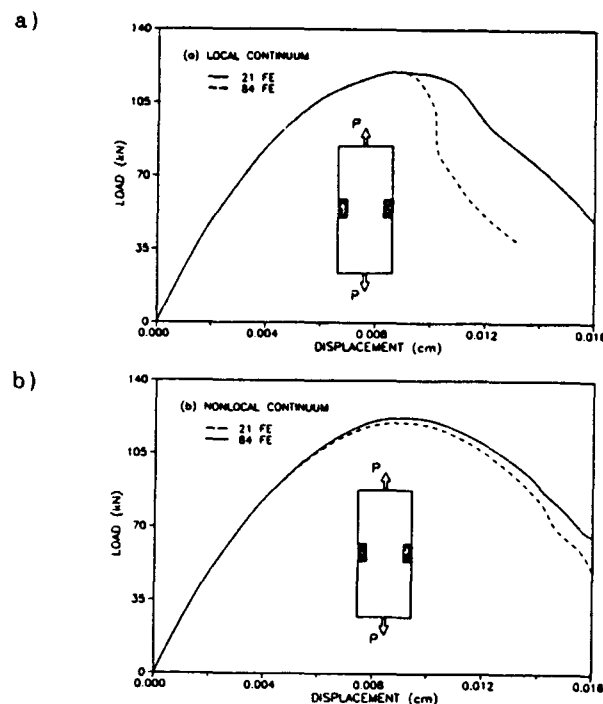 a)
140
(a) LOCAL CONTINUUM
21 FE
84 FE
105
P
LOAD (kN)
70
35
P
0
0.000
0.004
0.008
0.012
0.016
DISPLACEMENT (cm)
b)
140
(b) NONLOCAL CONTINUUM
21 FE
84 FE
105
P
LOAD (kN)
70
35
P
0
0.000
0.004
0.008
0.012
0.016
DISPLACEMENT (cm)